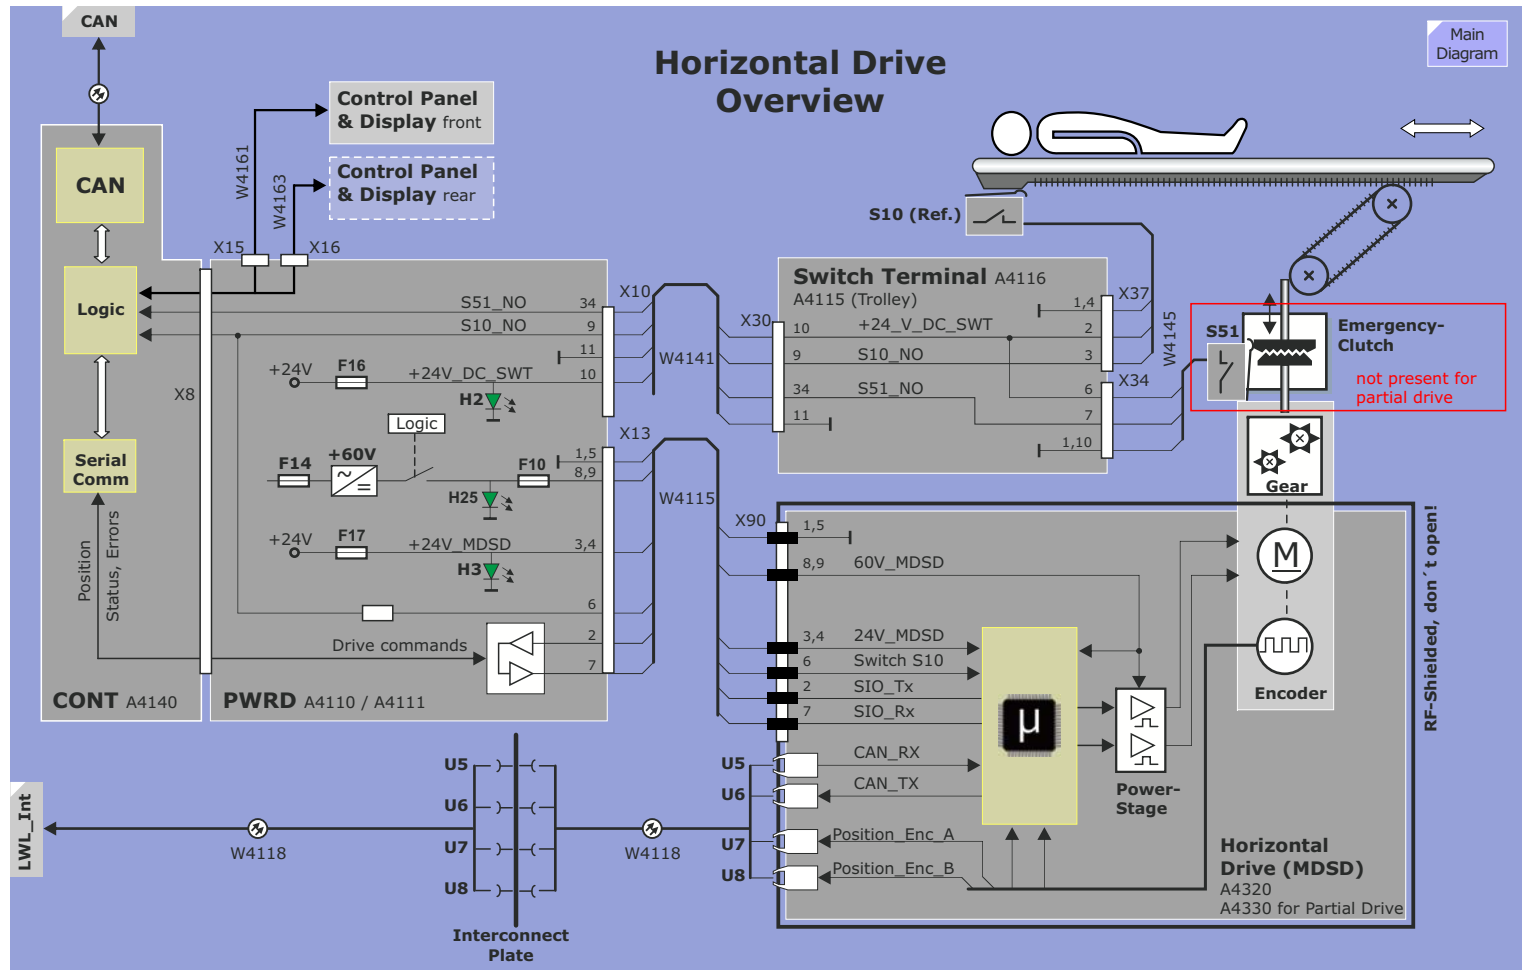 CAN
Main
Diagram
Horizontal Drive
Overview
Control Panel
& Display front
W4161
W4163
Control Panel
& Display rear
CAN
S10 (Ref.)
X15
X16
Logic
X8
S51_NO
34
S10_NO
9
11
+24V
F16
+24V_DC_SWT
10
H2
Logic
X10
W4141
X30
Switch Terminal A4116
A4115 (Trolley)
1,4
10
+24_V_DC_SWT
2
9
S10_NO
3
34
S51_NO
6
11
7
1,10
X37
X34
W4145
S51
Emergency-
Clutch
not present for
partial drive
Serial
Comm
F14
+60V
F10
1,5
8,9
H25
X13
W4115
+24V
F17
+24V_MDSD
3,4
H3
6
Drive commands
2
7
Position
Status, Errors
CONT A4140
PWRD A4110 / A4111
X90
1,5
8,9
60V_MDSD
3,4
24V_MDSD
6
Switch S10
2
SIO_Tx
7
SIO_Rx
U5
CAN_RX
U6
CAN_TX
U7
Position_Enc_A
U8
Position_Enc_B
µ
Power-
Stage
Gear
M
Encoder
RF-Shielded, don´t open!
Horizontal
Drive (MDSD)
A4320
A4330 for Partial Drive
LWL_Int
W4118
U5
U6
U7
U8
W4118
Interconnect
Plate